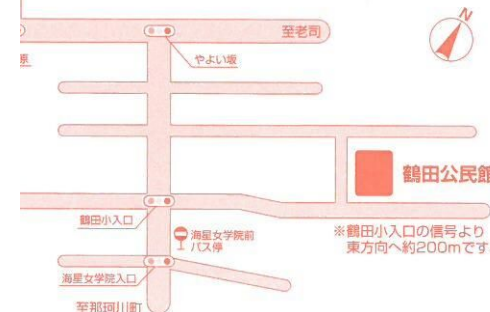 N
至老司
やよい坂
原
鶴田公民館
鶴田小入口
※鶴田小入口の信号より
東方向へ約200mです
海星女学院前
バス停
海星女学院入口
至那珂川町